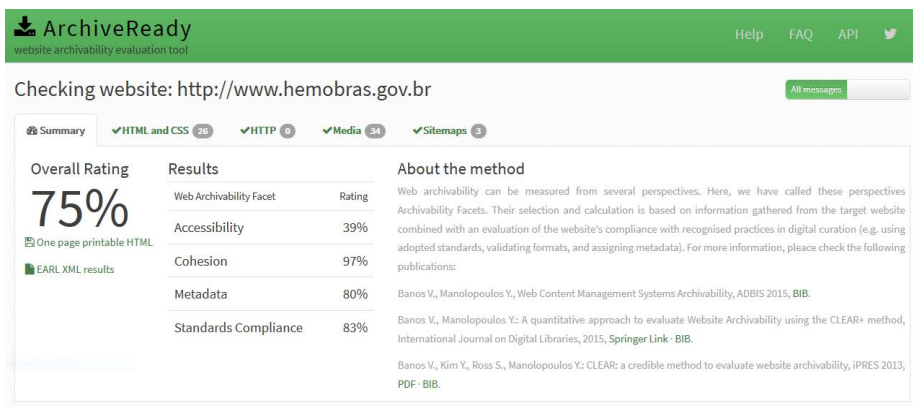 ArchiveReady
website archivability evaluation tool
Help FAQ API
Checking website: http://www.hemobras.gov.br
All messages
Summary HTML and CSS 26 HTTP 0 Media 34 Sitemaps 3
Overall Rating
75%
One page printable HTML
EARL XML results
Results
Web Archivability Facet Rating
Accessibility 39%
Cohesion 97%
Metadata 80%
Standards Compliance 83%
About the method
Web archivability can be measured from several perspectives. Here, we have called these perspectives
Archivability Facets. Their selection and calculation is based on information gathered from the target website
combined with an evaluation of the website's compliance with recognised practices in digital curation (e.g. using
adopted standards, validating formats, and assigning metadata). For more information, pleace check the following
publications:
Banos V., Manolopoulos Y., Web Content Management Systems Archivability, ADBIS 2015, BIB.
Banos V., Manolopoulos Y.: A quantitative approach to evaluate Website Archivability using the CLEAR+ method,
International Journal on Digital Libraries, 2015, Springer Link · BIB.
Banos V., Kim Y., Ross S., Manolopoulos Y.: CLEAR: a credible method to evaluate website archivability, iPRES 2013,
PDF · BIB.